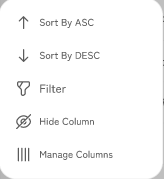 Sort By ASC
Sort By DESC
Filter
Hide Column
Manage Columns